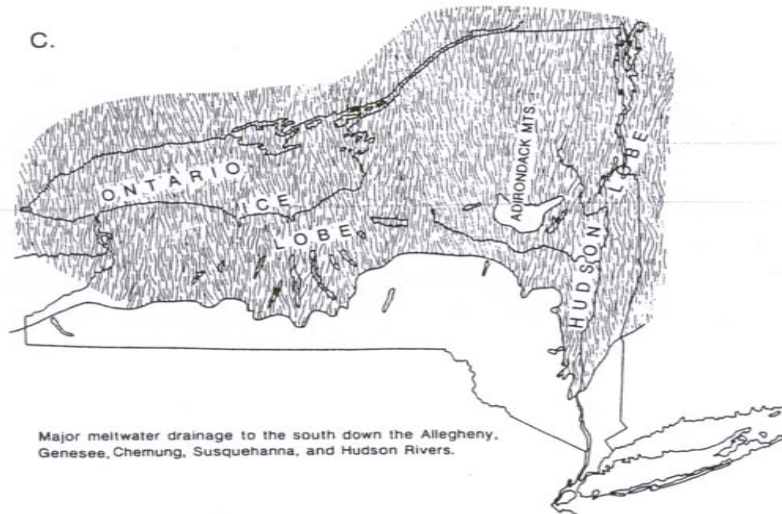 C.
ONTARIO
ICE
LOBE
ADIRONDACK MTS.
HUDSON
LOBE
Major meltwater drainage to the south down the Allegheny,
Genesee, Chemung, Susquehanna, and Hudson Rivers.